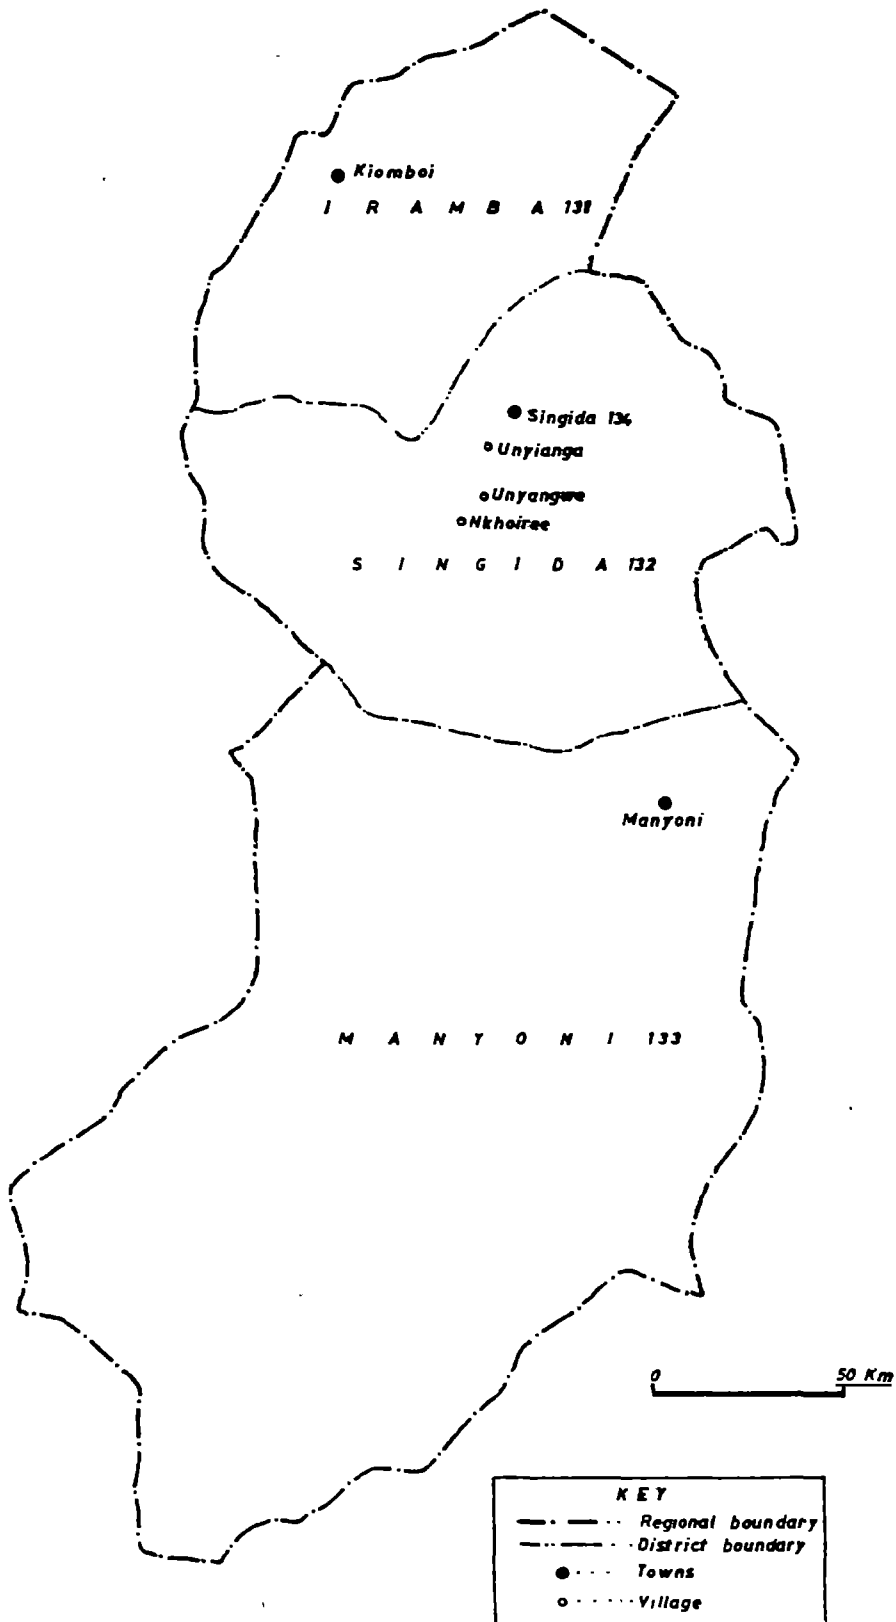 Kiomboi
I R A M B A 131
Singida 134
Unyianga
Unyangwe
Nkhoiree
S I N G I D A 132
Manyoni
M A N Y O N I 133
0 50 Km
K E Y
Regional boundary
District boundary
Towns
Village